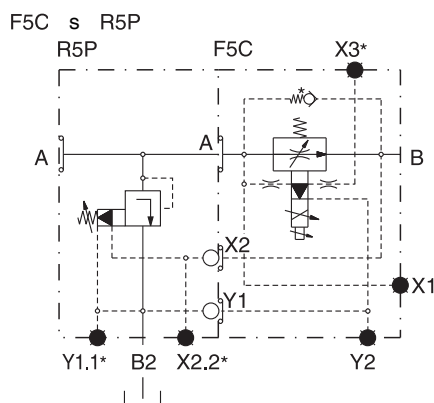 F5C s R5P
R5P F5C X3*
A A B
*
X2
X1
Y1
Y1.1* B2 X2.2* Y2